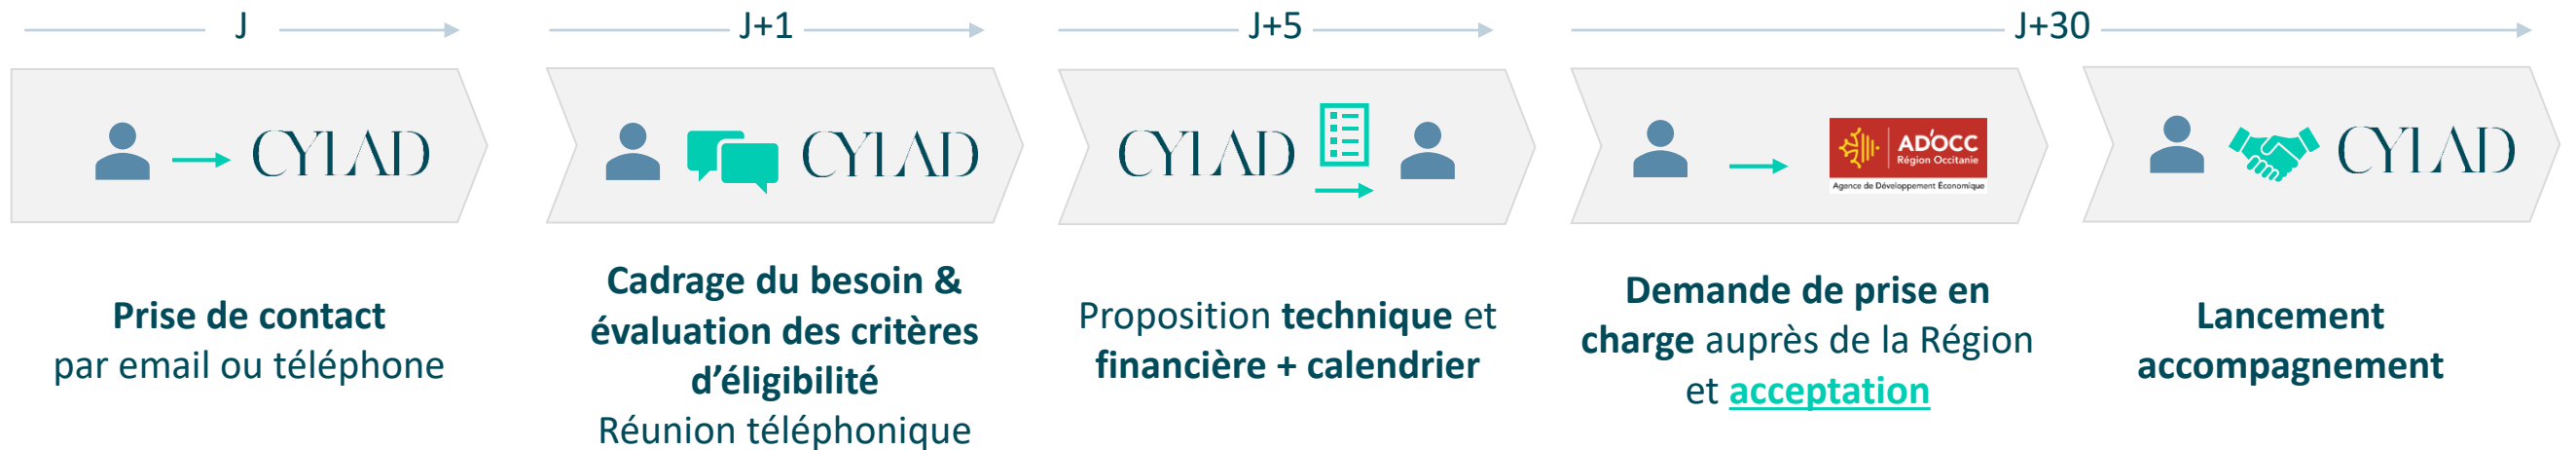 J
J+1
J+5
J+30
CYLAD
CYLAD
CYLAD
AD'OCC
Région Occitanie
Agence de Développement Économique
CYLAD
Prise de contact
par email ou téléphone
Cadrage du besoin &
évaluation des critères
d’éligibilité
Réunion téléphonique
Proposition technique et
financière + calendrier
Demande de prise en
charge auprès de la Région
et acceptation
Lancement
accompagnement